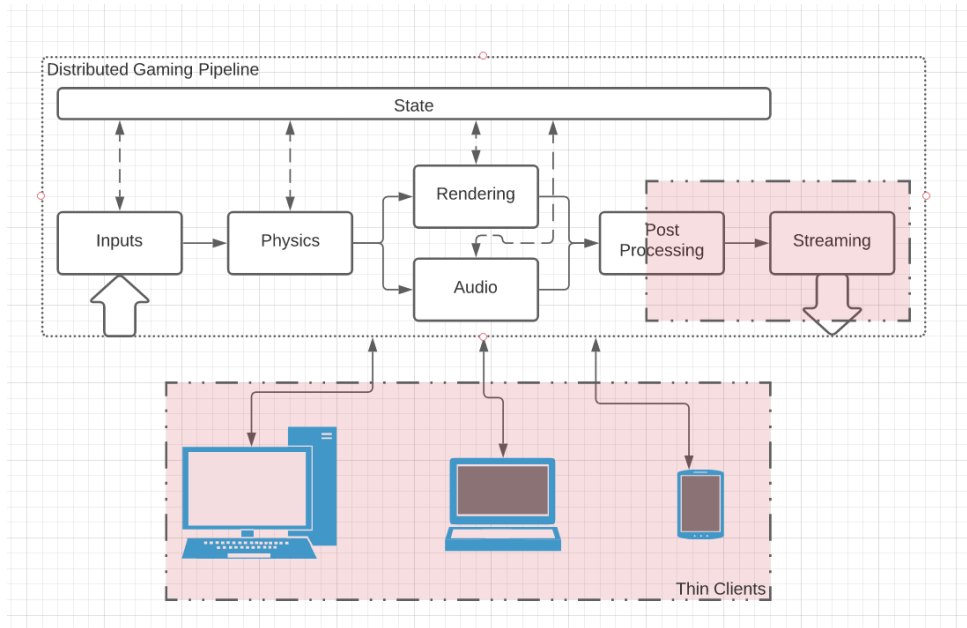 Distributed Gaming Pipeline
State
Rendering
Inputs
Physics
Post
Processing
Streaming
Audio
Thin Clients